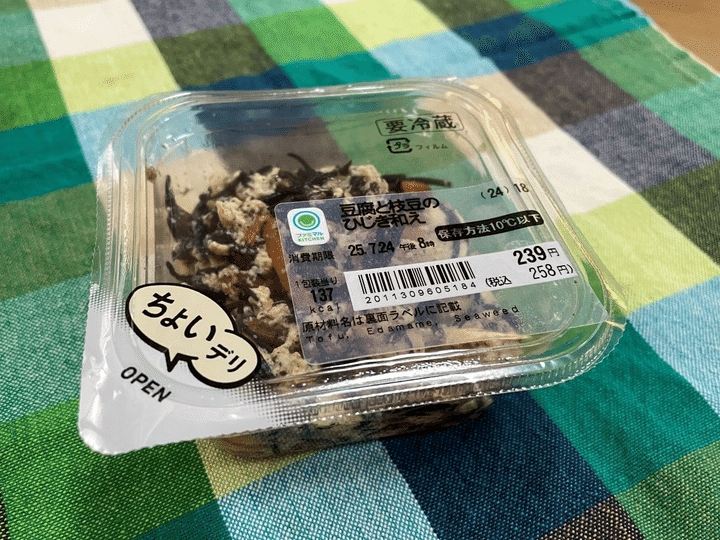 要冷蔵
プラ フィルム
(24) 18
豆腐と枝豆の
ひじき和え
ファミマル
KITCHEN
保存方法10℃以下
消費期限 25.7.24 午後 8時
239円
(税込 258円)
1包装当り
137
kcal
2011309605184
原材料名は裏面ラベルに記載
Tofu, Edamame, Seaweed
ちょい
デリ
OPEN